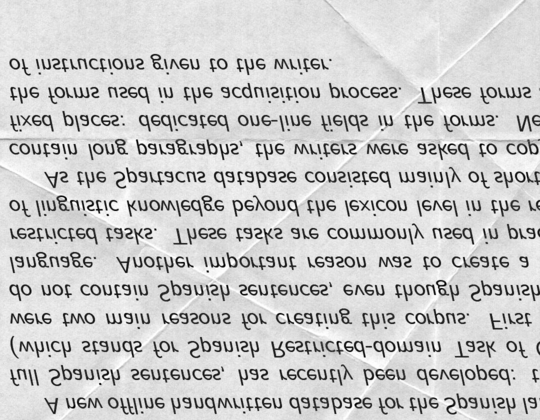 A new offline handwritten database for the Spanish la
full Spanish sentences, has recently been developed: t
(which stands for Spanish Restricted-domain Task of C
were two main reasons for creating this corpus. First
do not contain Spanish sentences, even though Spanish
language. Another important reason was to create a
restricted tasks. These tasks are commonly used in prac
of linguistic knowledge beyond the lexicon level in the re
As the Spartacus database consisted mainly of short
contain long paragraphs, the writers were asked to cop
fixed places: dedicated one-line fields in the forms. Ne
the forms used in the acquisition process. These forms
of instructions given to the writer.